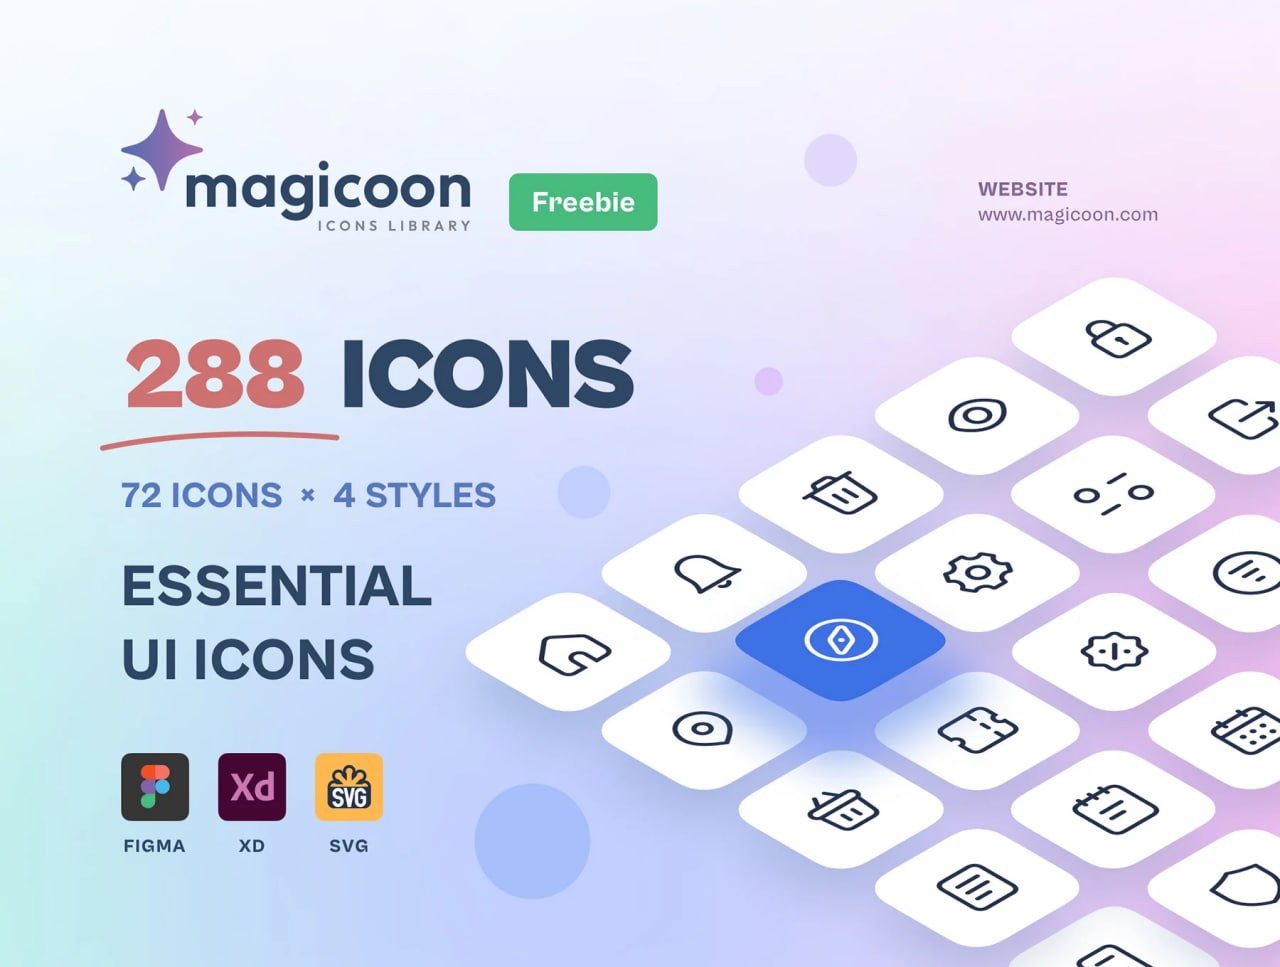 magicoon
ICONS LIBRARY
Freebie
WEBSITE
www.magicoon.com
288 ICONS
72 ICONS × 4 STYLES
ESSENTIAL
UI ICONS
Xd
SVG
FIGMA
XD
SVG